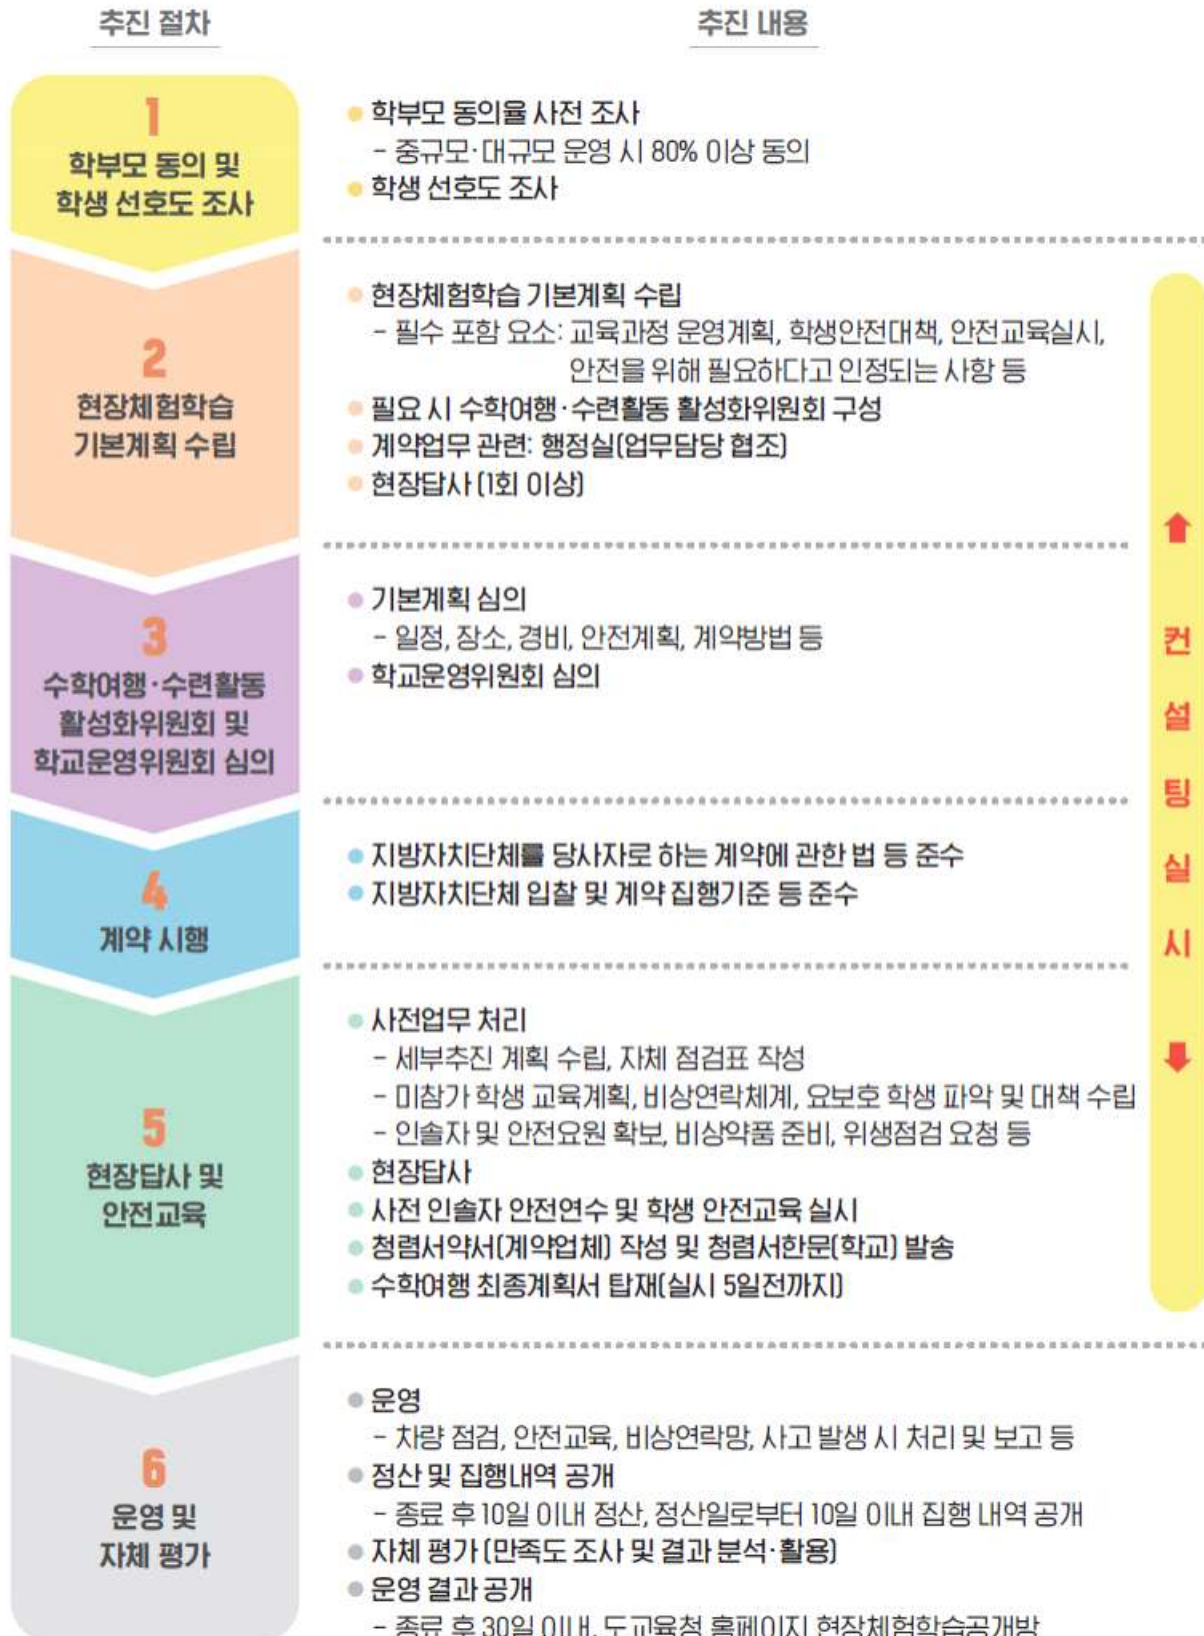 추진 절차
추진 내용
1
학부모 동의 및
학생 선호도 조사
학부모 동의율 사전 조사
- 중규모·대규모 운영 시 80% 이상 동의
학생 선호도 조사
2
현장체험학습
기본계획 수립
현장체험학습 기본계획 수립
- 필수 포함 요소: 교육과정 운영계획, 학생안전대책, 안전교육실시,
안전을 위해 필요하다고 인정되는 사항 등
필요 시 수학여행·수련활동 활성화위원회 구성
계약업무 관련: 행정실(업무담당 협조)
현장답사 (1회 이상)
3
수학여행·수련활동
활성화위원회 및
학교운영위원회 심의
기본계획 심의
- 일정, 장소, 경비, 안전계획, 계약방법 등
학교운영위원회 심의
4
계약 시행
지방자치단체를 당사자로 하는 계약에 관한 법 등 준수
지방자치단체 입찰 및 계약 집행기준 등 준수
5
현장답사 및
안전교육
사전업무 처리
- 세부추진 계획 수립, 자체 점검표 작성
- 미참가 학생 교육계획, 비상연락체계, 요보호 학생 파악 및 대책 수립
- 인솔자 및 안전요원 확보, 비상약품 준비, 위생점검 요청 등
현장답사
사전 인솔자 안전연수 및 학생 안전교육 실시
청렴서약서(계약업체) 작성 및 청렴서한문(학교) 발송
수학여행 최종계획서 탑재(실시 5일전까지)
컨설팅실시
6
운영 및
자체 평가
운영
- 차량 점검, 안전교육, 비상연락망, 사고 발생 시 처리 및 보고 등
정산 및 집행내역 공개
- 종료 후 10일 이내 정산, 정산일로부터 10일 이내 집행 내역 공개
자체 평가 (만족도 조사 및 결과 분석·활용)
운영 결과 공개
- 종료 후 30일 이내, 도교육청 홈페이지 현장체험학습공개방